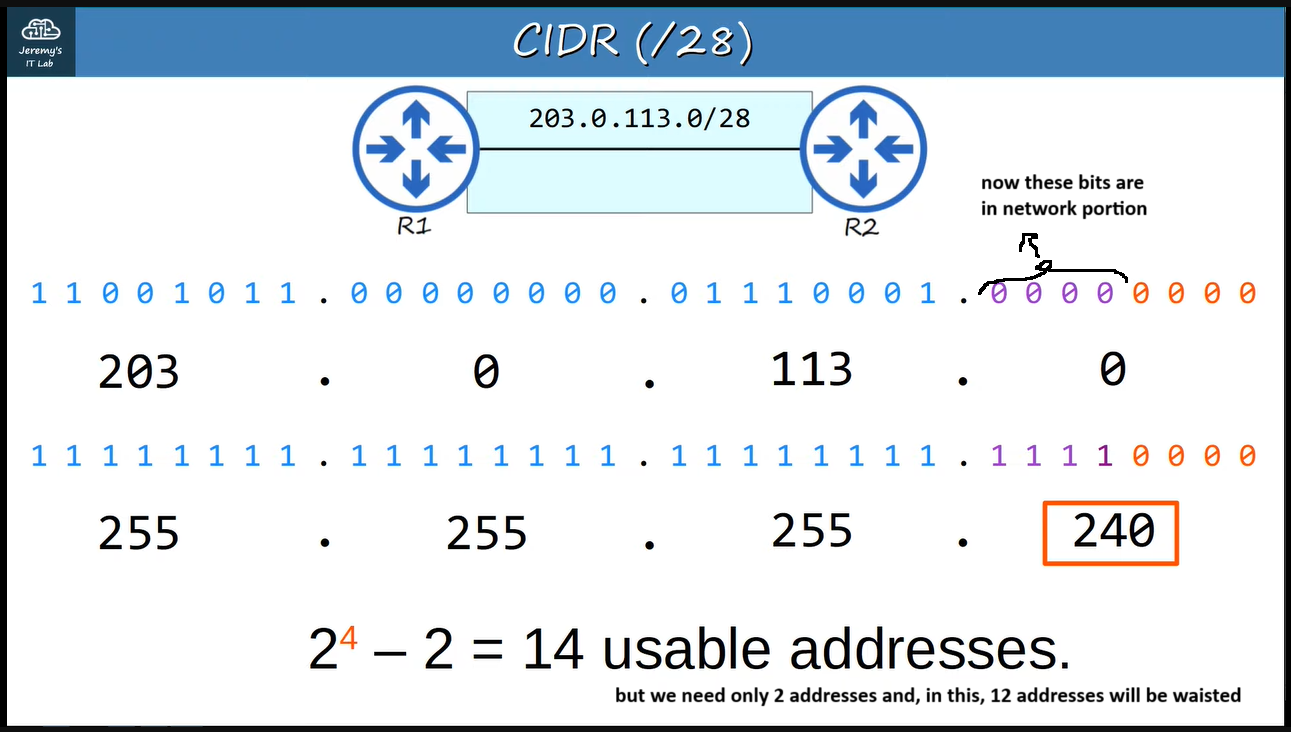 Jeremy's
IT Lab
CIDR (/28)
203.0.113.0/28
R1
R2
now these bits are
in network portion
1 1 0 0 1 0 1 1 . 0 0 0 0 0 0 0 0 . 0 1 1 1 0 0 0 1 . 0 0 0 0 0 0 0 0
203 . 0 . 113 . 0
1 1 1 1 1 1 1 1 . 1 1 1 1 1 1 1 1 . 1 1 1 1 1 1 1 1 . 1 1 1 1 0 0 0 0
255 . 255 . 255 . 240
2⁴ – 2 = 14 usable addresses.
but we need only 2 addresses and, in this, 12 addresses will be waisted